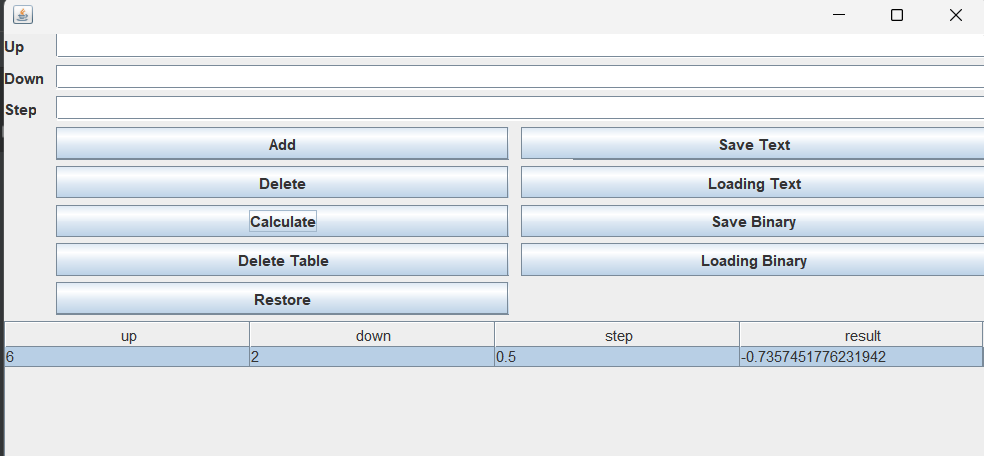 Up
Down
Step
Add Save Text
Delete Loading Text
Calculate Save Binary
Delete Table Loading Binary
Restore
up down step result
6 2 0.5 -0.7357451776231942